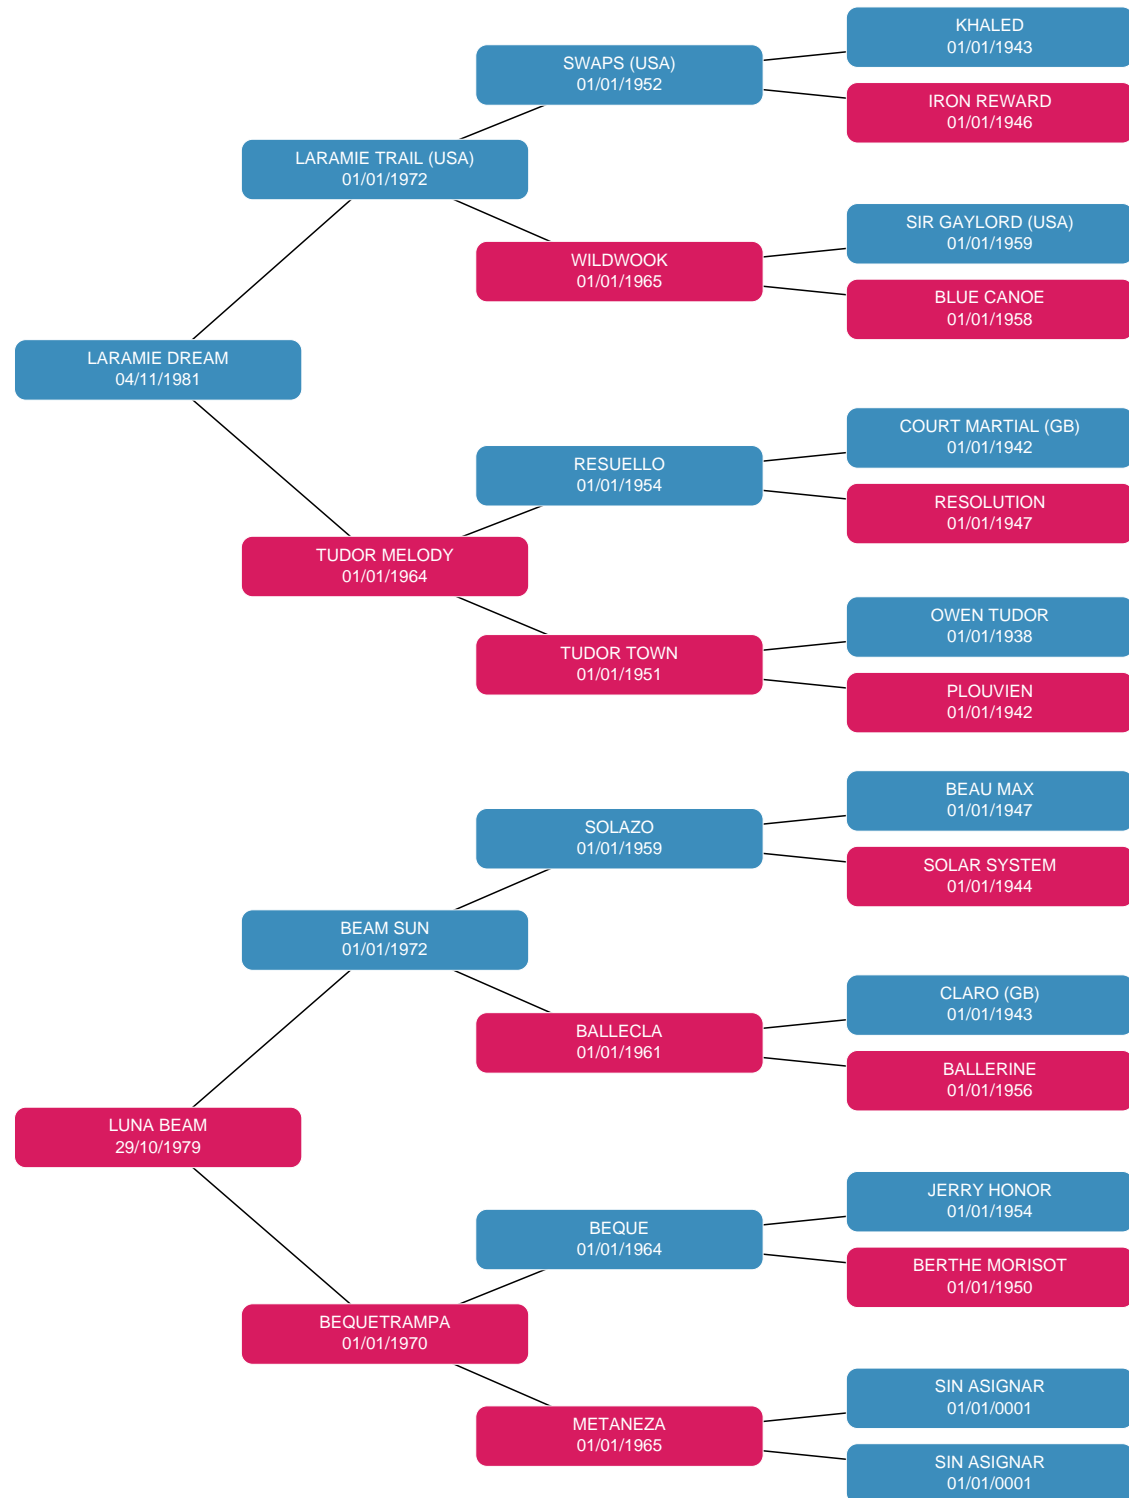 KHALED
01/01/1943
SWAPS (USA)
01/01/1952
IRON REWARD
01/01/1946
LARAMIE TRAIL (USA)
01/01/1972
SIR GAYLORD (USA)
01/01/1959
WILDWOOK
01/01/1965
BLUE CANOE
01/01/1958
LARAMIE DREAM
04/11/1981
COURT MARTIAL (GB)
01/01/1942
RESUELLO
01/01/1954
RESOLUTION
01/01/1947
TUDOR MELODY
01/01/1964
OWEN TUDOR
01/01/1938
TUDOR TOWN
01/01/1951
PLOUVIEN
01/01/1942
BEAU MAX
01/01/1947
SOLAZO
01/01/1959
SOLAR SYSTEM
01/01/1944
BEAM SUN
01/01/1972
CLARO (GB)
01/01/1943
BALLECLA
01/01/1961
BALLERINE
01/01/1956
LUNA BEAM
29/10/1979
JERRY HONOR
01/01/1954
BEQUE
01/01/1964
BERTHE MORISOT
01/01/1950
BEQUETRAMPA
01/01/1970
SIN ASIGNAR
01/01/0001
METANEZA
01/01/1965
SIN ASIGNAR
01/01/0001